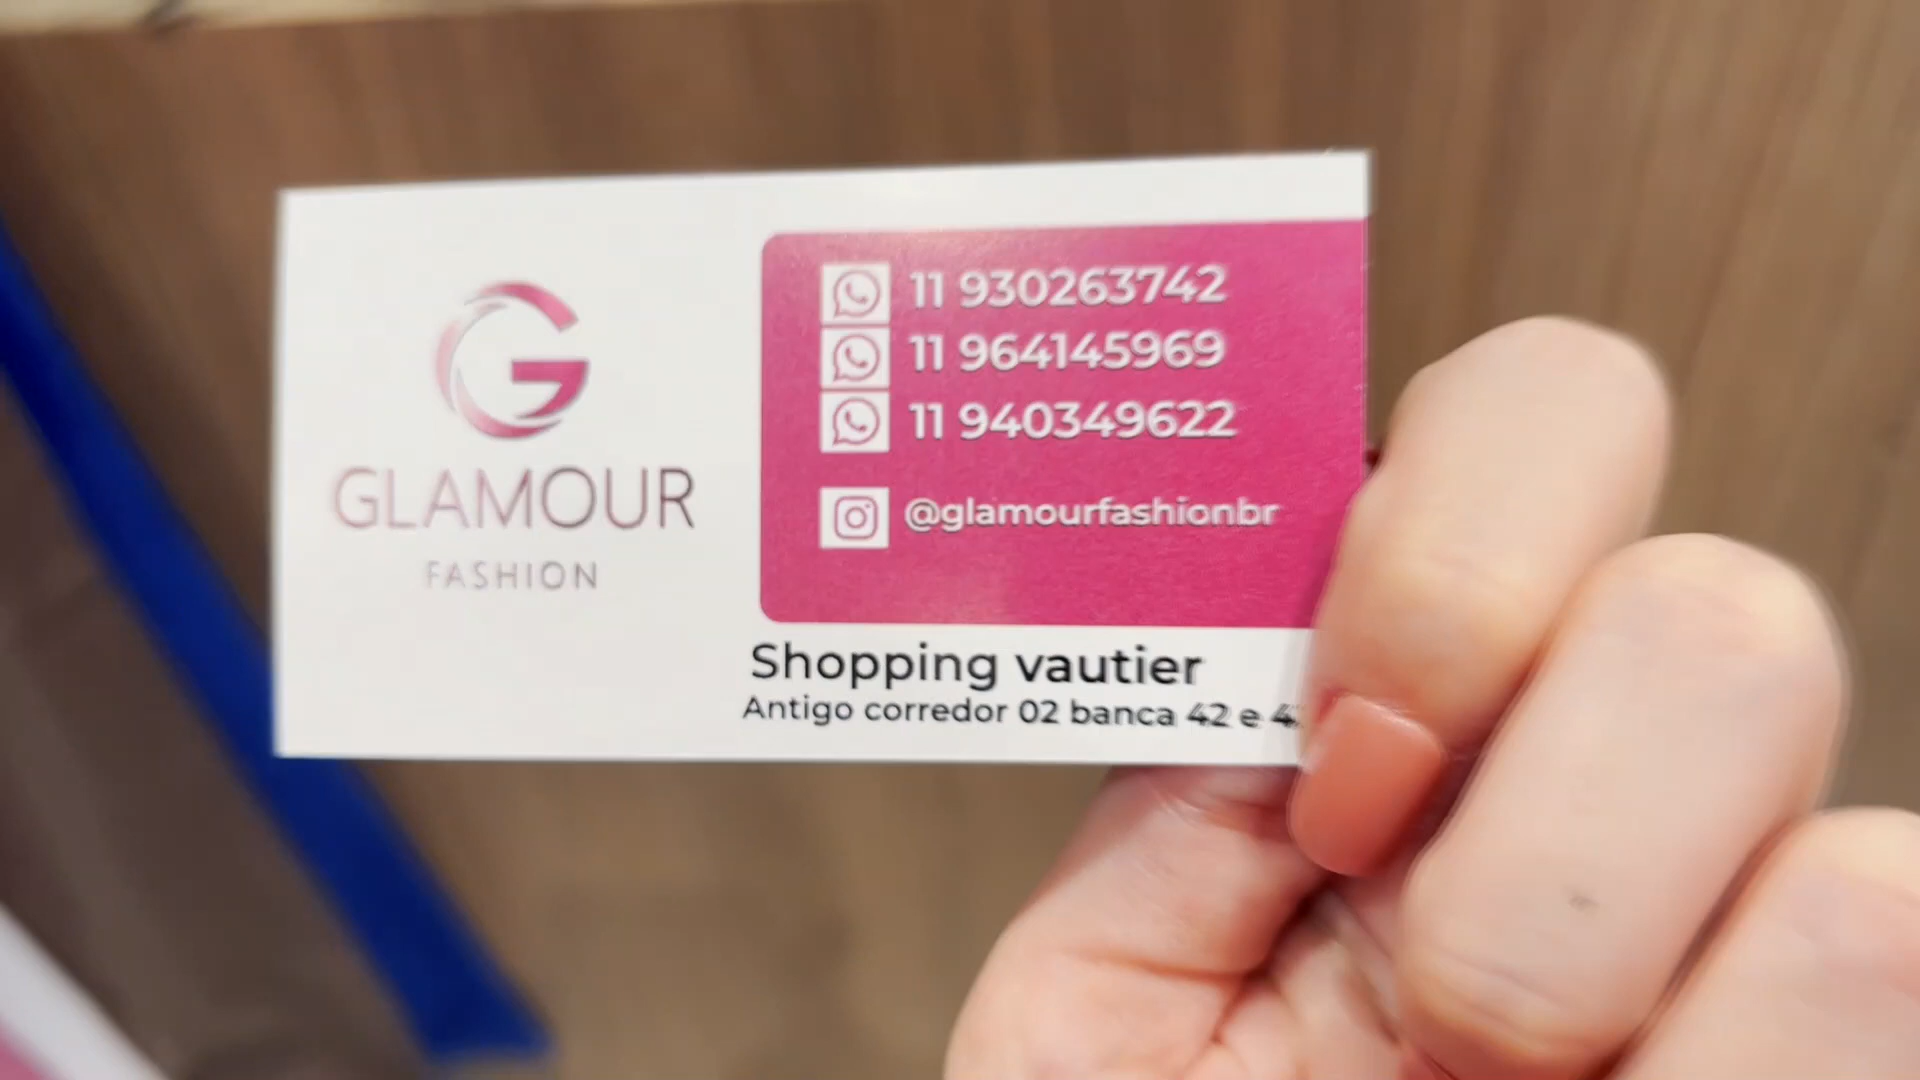 GLAMOUR
FASHION
11 930263742
11 964145969
11 940349622
@glamourfashionbr
Shopping vautier
Antigo corredor 02 banca 42 e